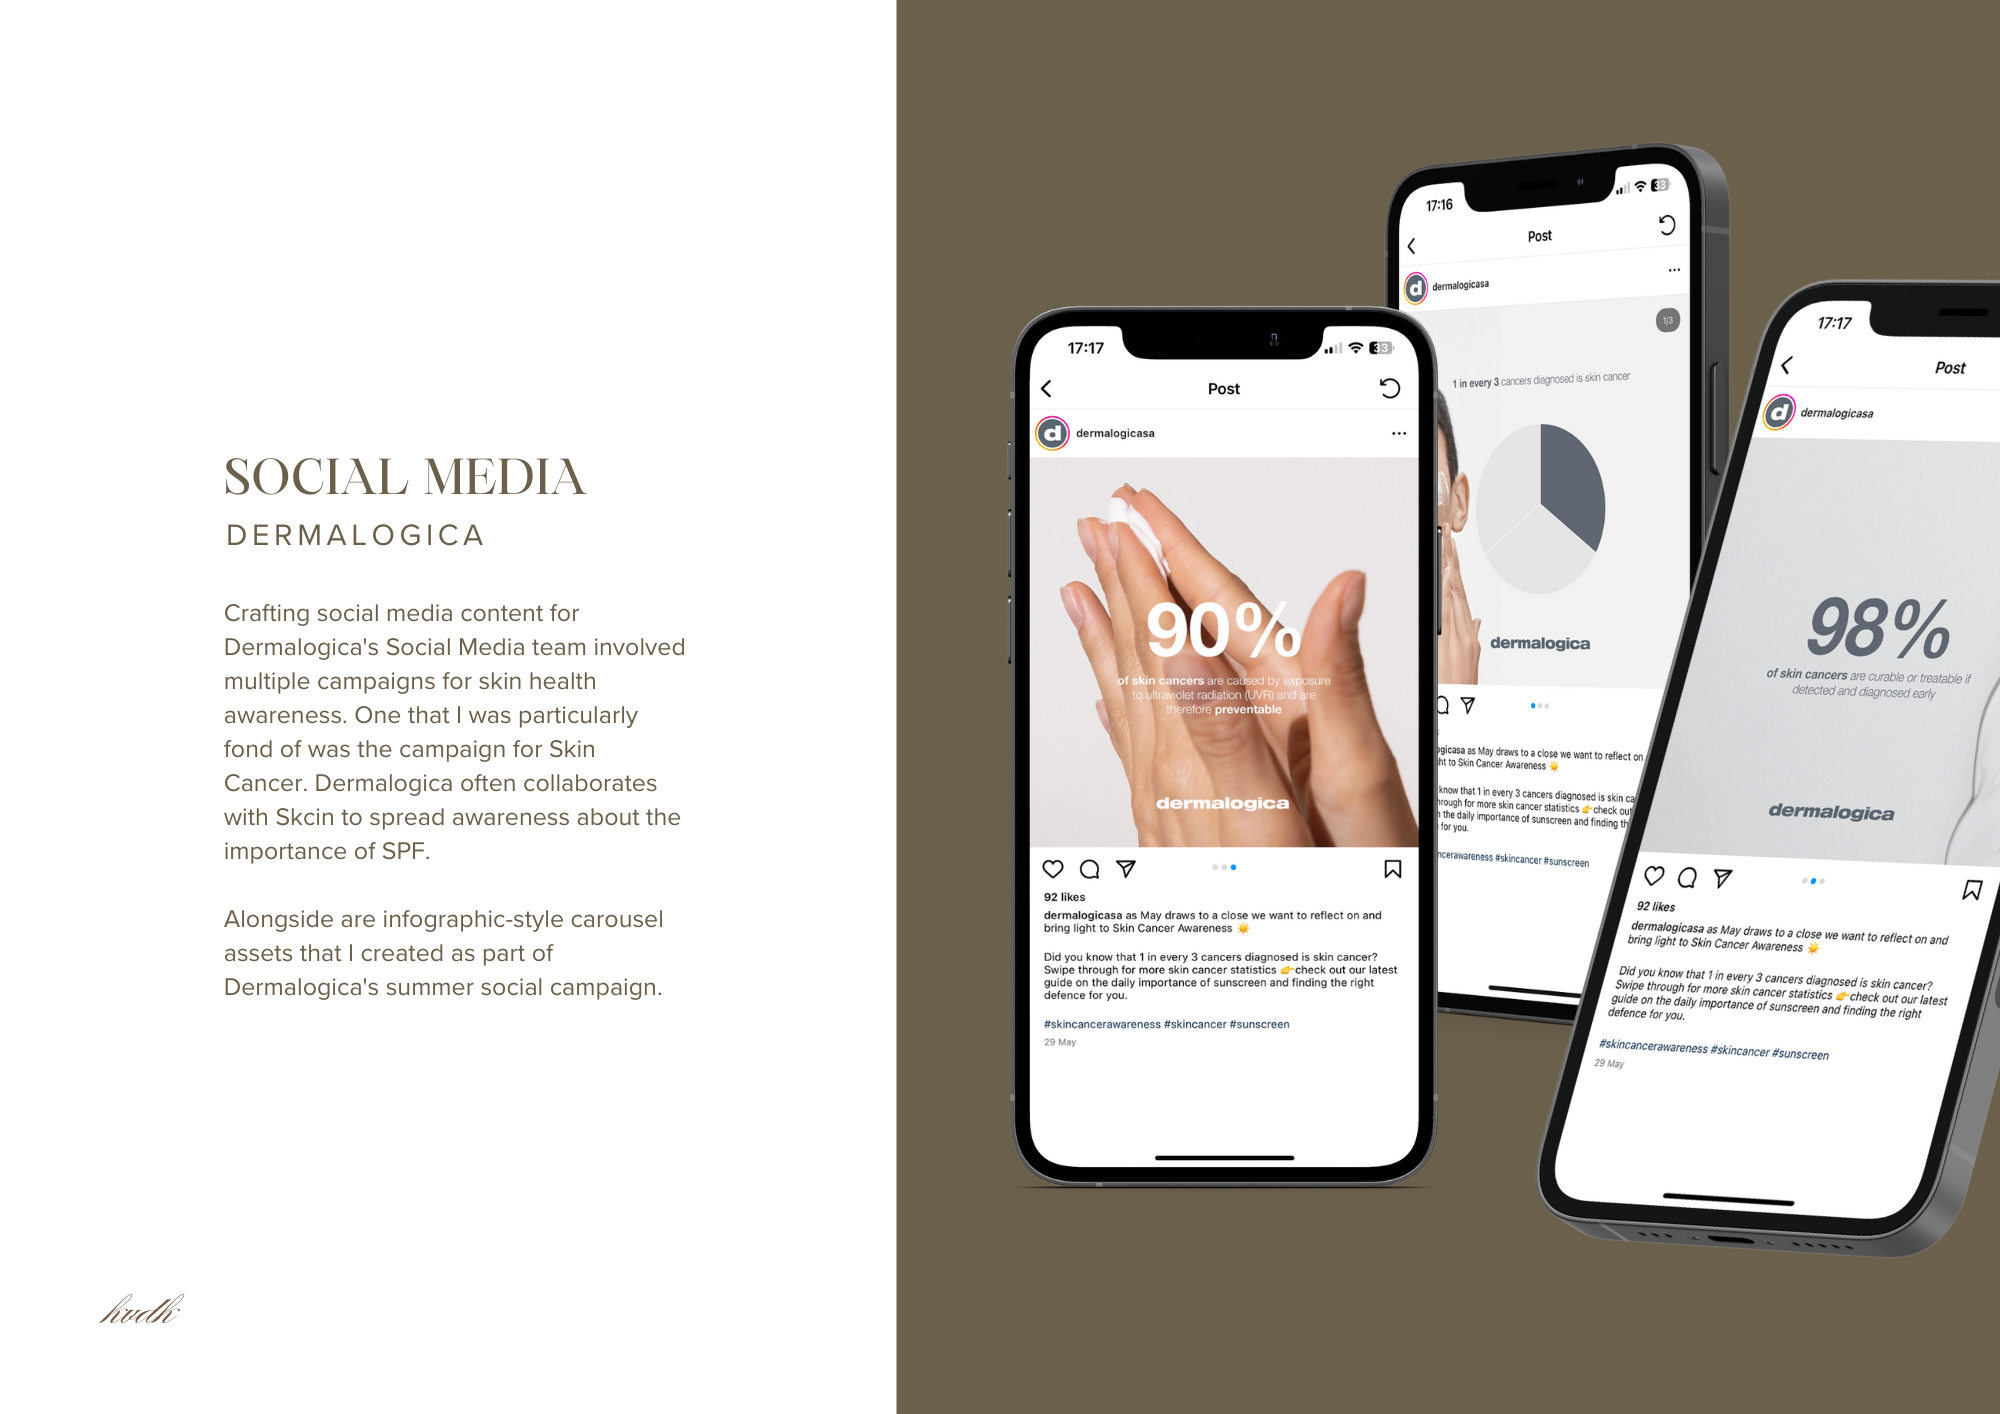 SOCIAL MEDIA
DERMALOGICA
Crafting social media content for
Dermalogica's Social Media team involved
multiple campaigns for skin health
awareness. One that I was particularly
fond of was the campaign for Skin
Cancer. Dermalogica often collaborates
with Skcin to spread awareness about the
importance of SPF.
Alongside are infographic-style carousel
assets that I created as part of
Dermalogica's summer social campaign.
hvdk
17:17
33
Post
d dermalogicasa
90%
of skin cancers are caused by exposure
to ultraviolet radiation (UVR) and are
therefore preventable
dermalogica
92 likes
dermalogicasa as May draws to a close we want to reflect on and
bring light to Skin Cancer Awareness ☀️
Did you know that 1 in every 3 cancers diagnosed is skin cancer?
Swipe through for more skin cancer statistics 👉check out our latest
guide on the daily importance of sunscreen and finding the right
defence for you.
#skincancerawareness #skincancer #sunscreen
29 May
17:16
33
Post
d dermalogicasa
1/3
1 in every 3 cancers diagnosed is skin cancer
dermalogica
ogicasa as May draws to a close we want to reflect on
ht to Skin Cancer Awareness ☀️
know that 1 in every 3 cancers diagnosed is skin ca
hrough for more skin cancer statistics 👉check out
n the daily importance of sunscreen and finding th
for you.
ncerawareness #skincancer #sunscreen
17:17
Post
d dermalogicasa
98%
of skin cancers are curable or treatable if
detected and diagnosed early
dermalogica
92 likes
dermalogicasa as May draws to a close we want to reflect on and
bring light to Skin Cancer Awareness ☀️
Did you know that 1 in every 3 cancers diagnosed is skin cancer?
Swipe through for more skin cancer statistics 👉check out our latest
guide on the daily importance of sunscreen and finding the right
defence for you.
#skincancerawareness #skincancer #sunscreen
29 May